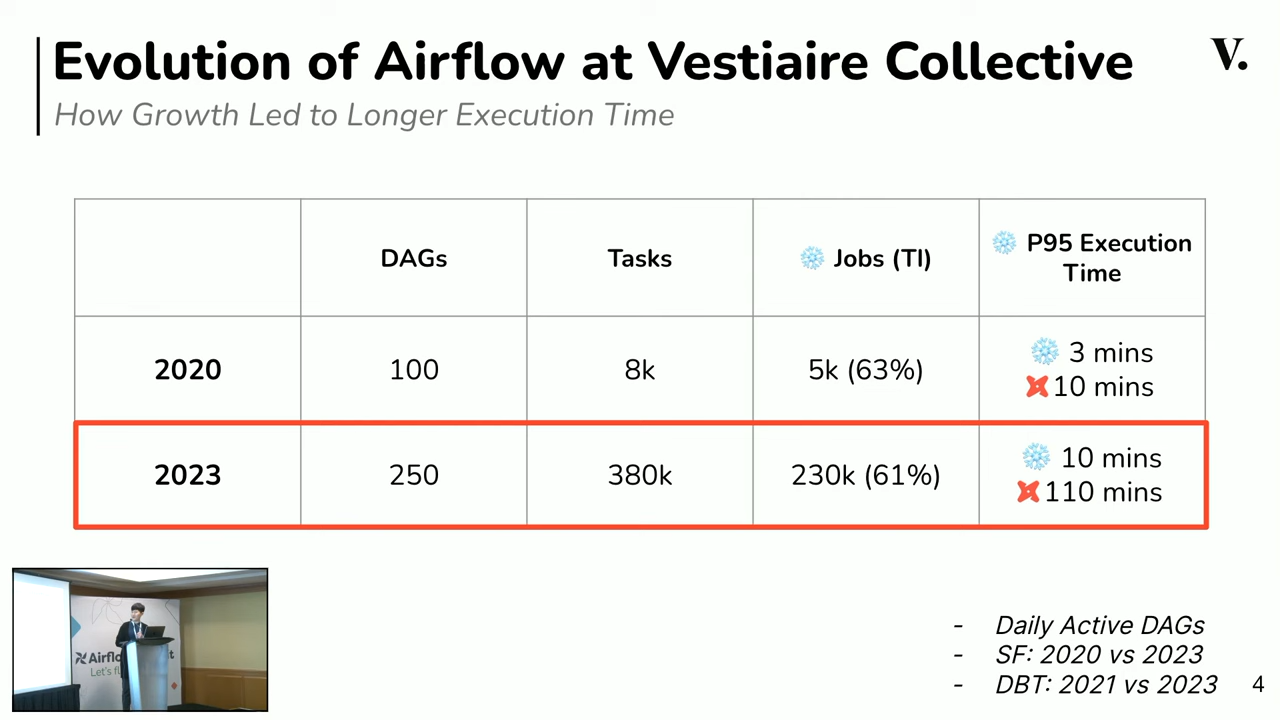 Evolution of Airflow at Vestiaire Collective
V.
How Growth Led to Longer Execution Time
DAGs
Tasks
❄️ Jobs (TI)
❄️ P95 Execution
Time
2020
100
8k
5k (63%)
❄️ 3 mins
10 mins
2023
250
380k
230k (61%)
❄️ 10 mins
110 mins
Airflow
Let's
- Daily Active DAGs
- SF: 2020 vs 2023
- DBT: 2021 vs 2023
4